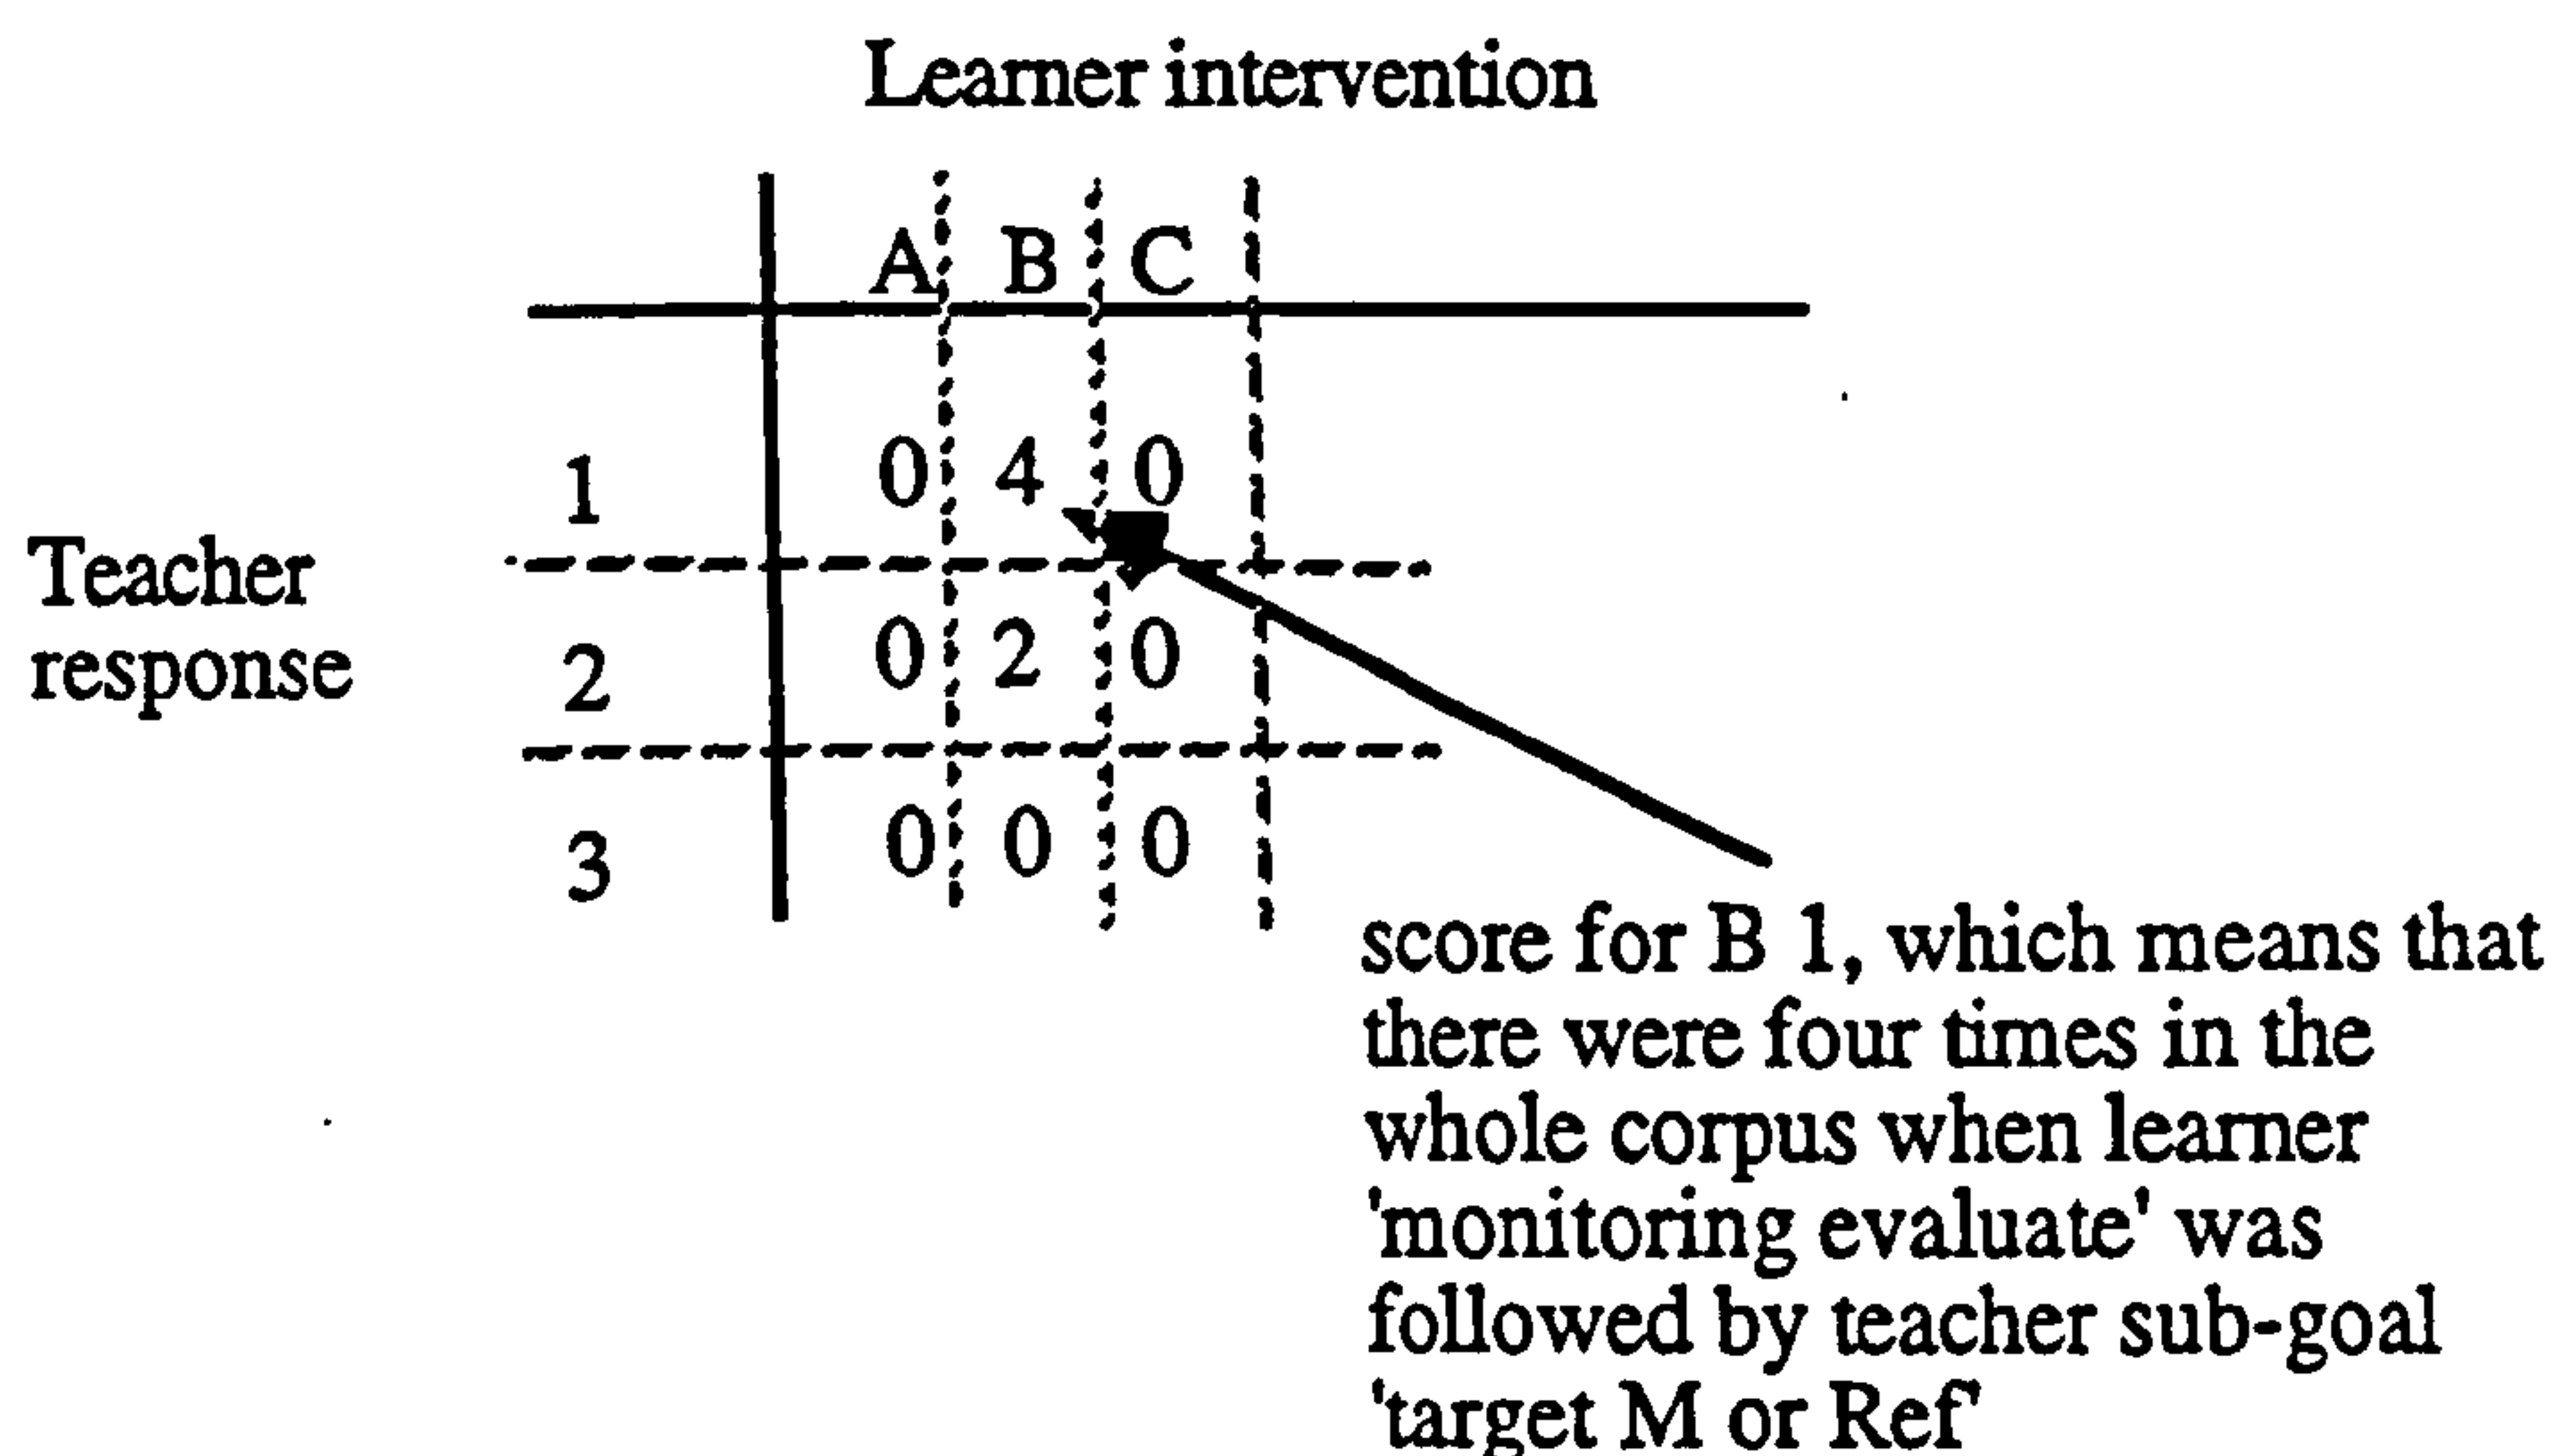 Learner intervention
A B C
1 0 4 0
Teacher
response
2 0 2 0
3 0 0 0
score for B 1, which means that
there were four times in the
whole corpus when learner
'monitoring evaluate' was
followed by teacher sub-goal
'target M or Ref'